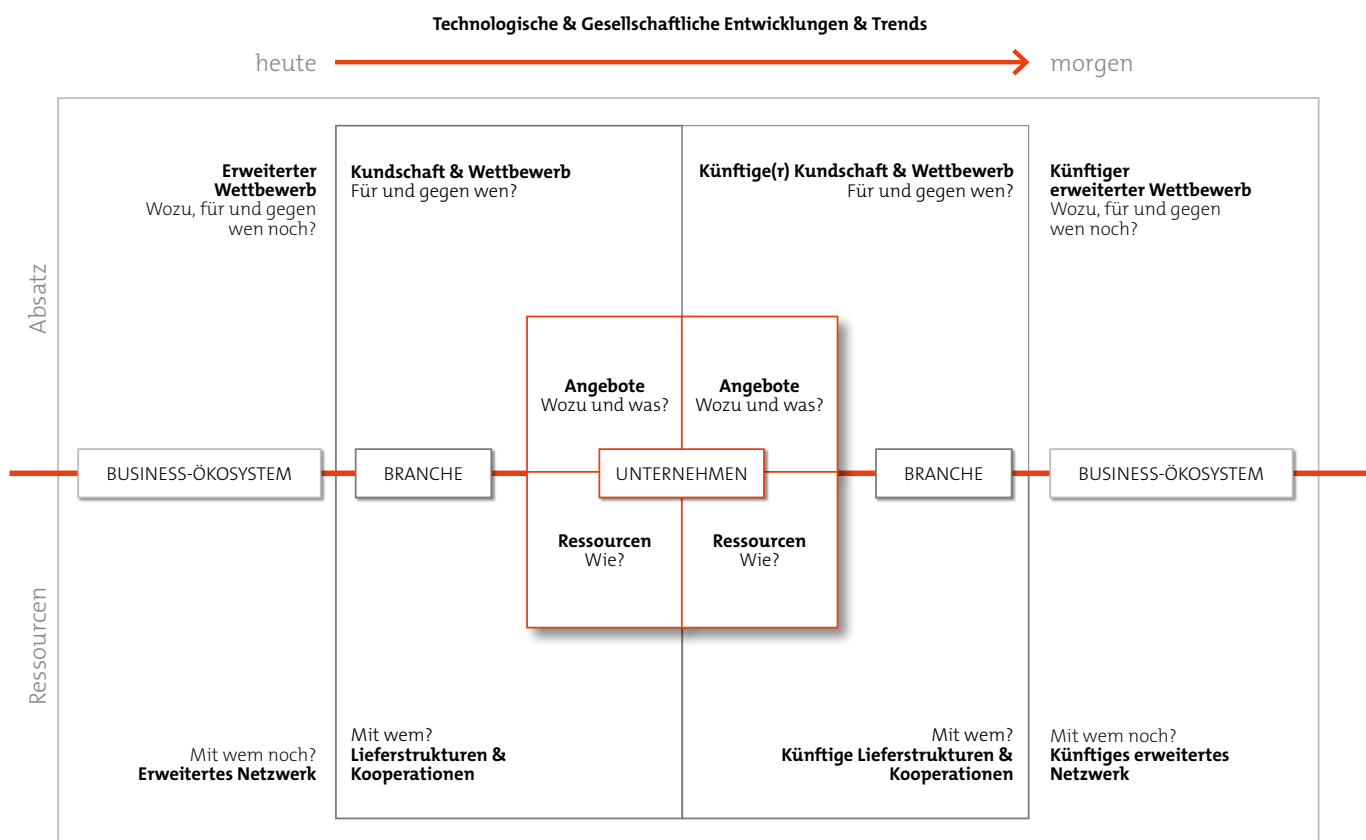 Technologische & Gesellschaftliche Entwicklungen & Trends
heute
morgen
Absatz
Ressourcen
Erweiterter
Wettbewerb
Wozu, für und gegen
wen noch?
Kundschaft & Wettbewerb
Für und gegen wen?
Künftige(r) Kundschaft & Wettbewerb
Für und gegen wen?
Künftiger
erweiterter Wettbewerb
Wozu, für und gegen
wen noch?
Angebote
Wozu und was?
Angebote
Wozu und was?
BUSINESS-ÖKOSYSTEM
BRANCHE
UNTERNEHMEN
BRANCHE
BUSINESS-ÖKOSYSTEM
Ressourcen
Wie?
Ressourcen
Wie?
Mit wem noch?
Erweitertes Netzwerk
Mit wem?
Lieferstrukturen &
Kooperationen
Mit wem?
Künftige Lieferstrukturen &
Kooperationen
Mit wem noch?
Künftiges erweitertes
Netzwerk